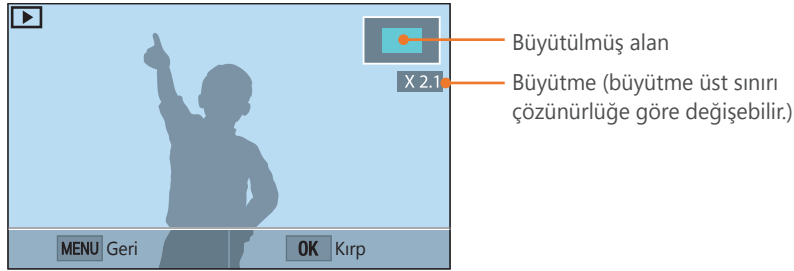 Büyütülmüş alan
X 2.1
Büyütme (büyütme üst sınırı
çözünürlüğe göre değişebilir.)
MENU Geri
OK Kırp